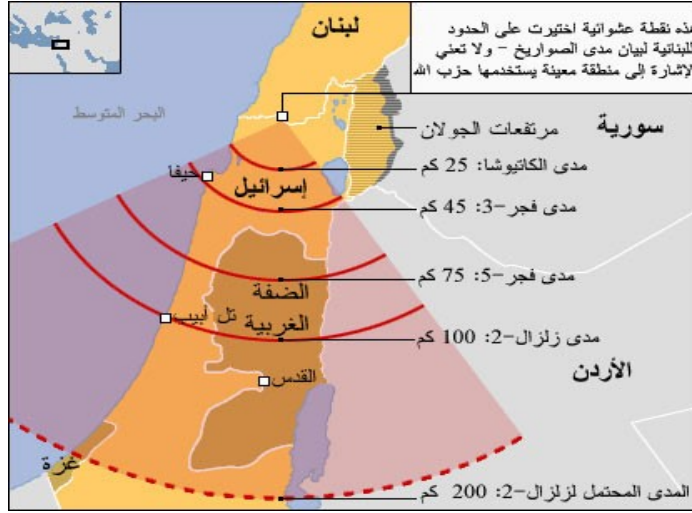 هذه نقطة عشوائية اختيرت على الحدود
اللبنانية لبيان مدى الصواريخ - ولا تعني
الإشارة إلى منطقة معينة يستخدمها حزب الله
لبنان
البحر المتوسط
سورية
مرتفعات الجولان
مدى الكاتيوشا: 25 كم
حيفا
إسرائيل
مدى فجر-3: 45 كم
مدى فجر-5: 75 كم
الضفة
الغربية
تل أبيب
مدى زلزال-2: 100 كم
الأردن
القدس
غزة
المدى المحتمل لزلزال-2: 200 كم